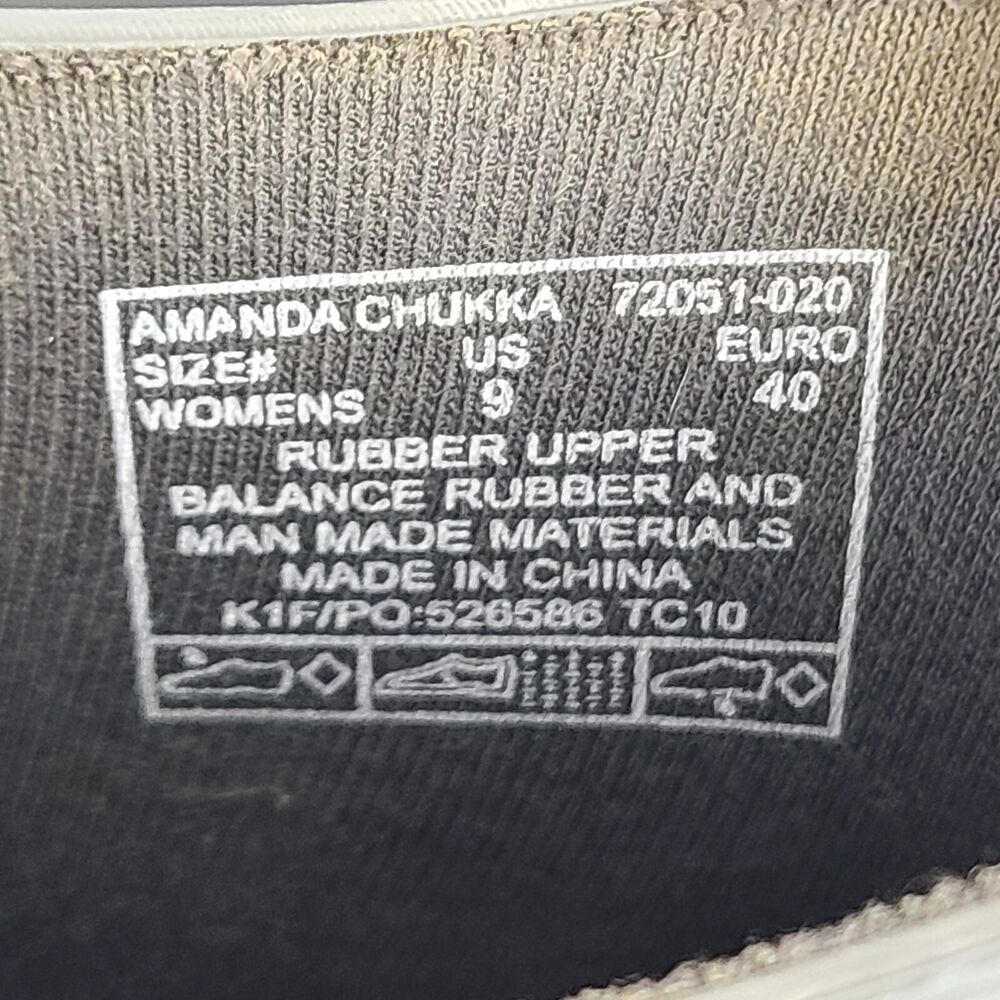 AMANDA CHUKKA 72051-020
SIZE# US EURO
WOMENS 9 40
RUBBER UPPER
BALANCE RUBBER AND
MAN MADE MATERIALS
MADE IN CHINA
K1F/PO:526586 TC10